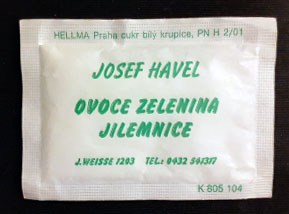 HELLMA Praha cukr bílý krupice, PN H 2/01
JOSEF HAVEL
OVOCE ZELENINA
JILEMNICE
J.WEISSE 1203 TEL: 0432 541317
K 805 104